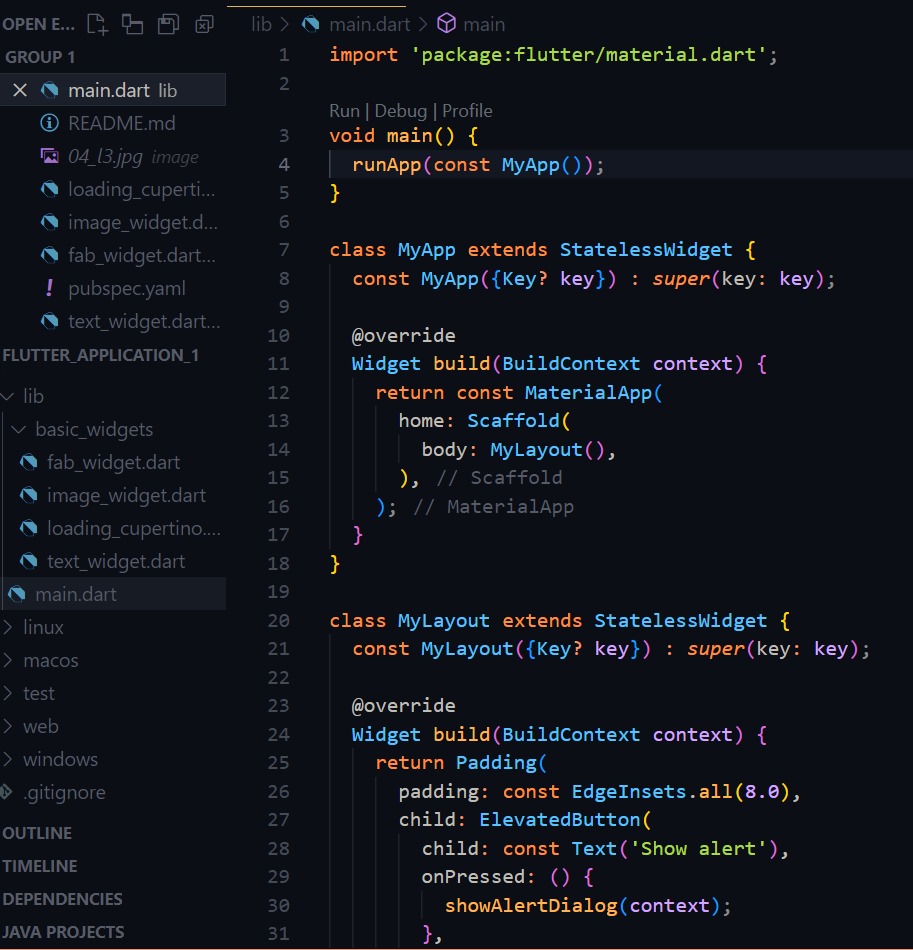 OPEN E...
GROUP 1
main.dart lib
README.md
04_l3.jpg image
loading_cuperti...
image_widget.d...
fab_widget.dart...
! pubspec.yaml
text_widget.dart...
FLUTTER_APPLICATION_1
lib
basic_widgets
fab_widget.dart
image_widget.dart
loading_cupertino....
text_widget.dart
main.dart
linux
macos
test
web
windows
.gitignore
OUTLINE
TIMELINE
DEPENDENCIES
JAVA PROJECTS
lib > main.dart > main
1 import 'package:flutter/material.dart';
2
Run | Debug | Profile
3 void main() {
4   runApp(const MyApp());
5 }
6
7 class MyApp extends StatelessWidget {
8   const MyApp({Key? key}) : super(key: key);
9
10   @override
11   Widget build(BuildContext context) {
12     return const MaterialApp(
13       home: Scaffold(
14         body: MyLayout(),
15       ), // Scaffold
16     ); // MaterialApp
17   }
18 }
19
20 class MyLayout extends StatelessWidget {
21   const MyLayout({Key? key}) : super(key: key);
22
23   @override
24   Widget build(BuildContext context) {
25     return Padding(
26       padding: const EdgeInsets.all(8.0),
27       child: ElevatedButton(
28         child: const Text('Show alert'),
29         onPressed: () {
30           showAlertDialog(context);
31         },